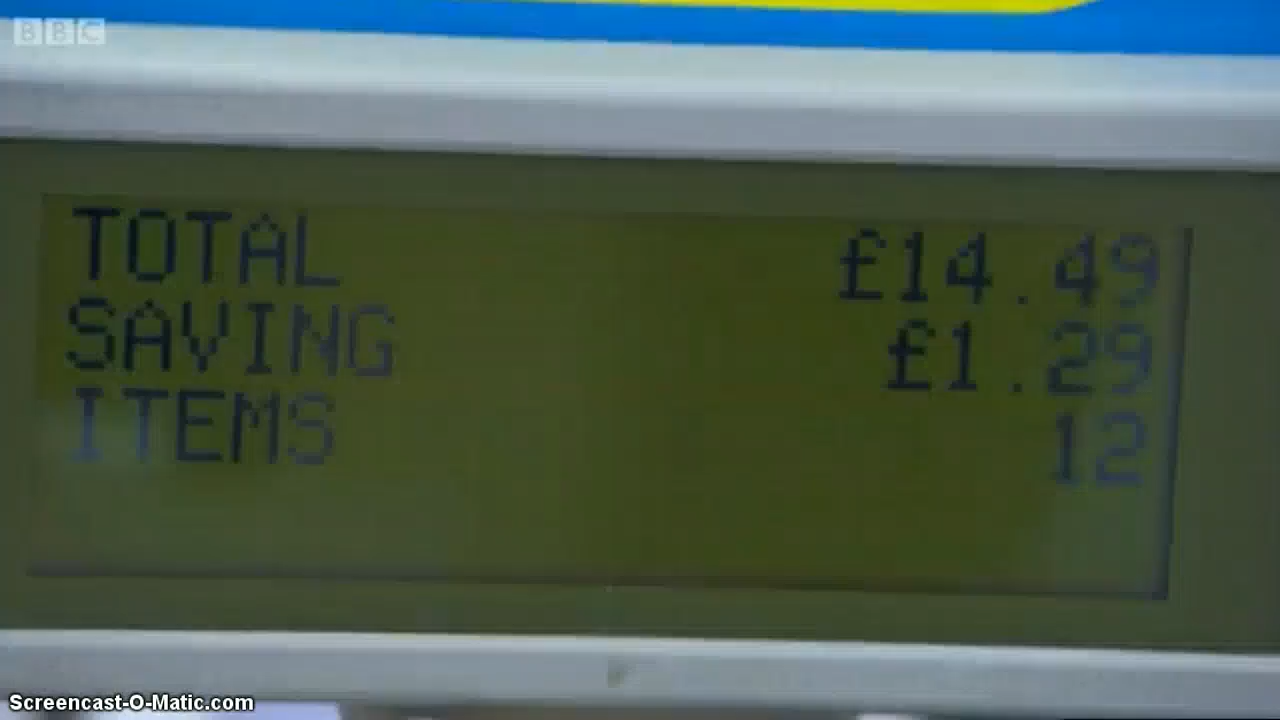 BBC
TOTAL £14.49
SAVING £1.29
ITEMS 12
Screencast-O-Matic.com